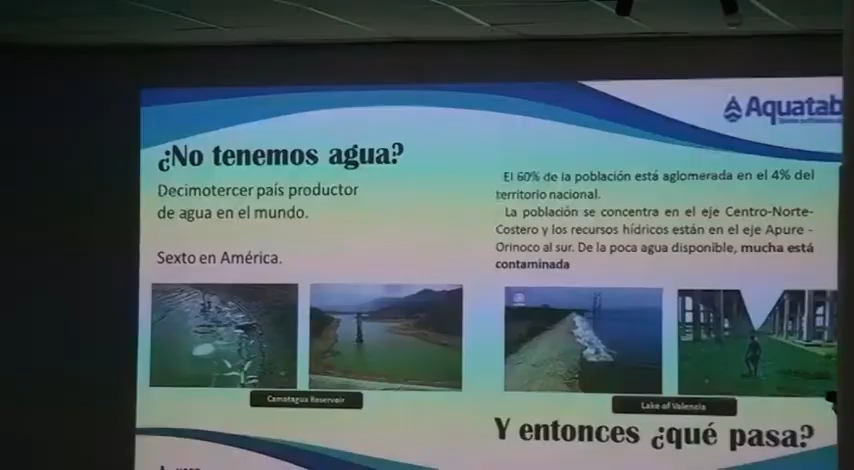 Aquatab
¿No tenemos agua?
Decimotercer país productor
de agua en el mundo.
Sexto en América.
El 60% de la población está aglomerada en el 4% del
territorio nacional.
La población se concentra en el eje Centro-Norte-
Costero y los recursos hídricos están en el eje Apure -
Orinoco al sur. De la poca agua disponible, mucha está
contaminada
Camatagua Reservoir
Lake of Valencia
Y entonces ¿qué pasa?